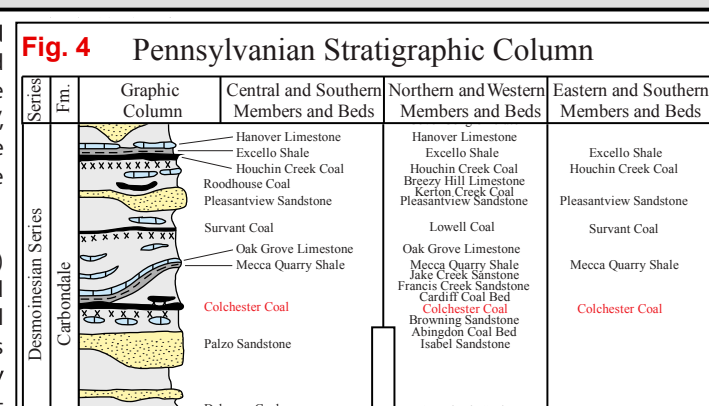 Fig. 4
Pennsylvanian Stratigraphic Column
Series
Fm.
Graphic
Column
Central and Southern
Members and Beds
Northern and Western
Members and Beds
Eastern and Southern
Members and Beds
Desmoinesian Series
Carbondale
Hanover Limestone
Excello Shale
Houchin Creek Coal
Roodhouse Coal
Pleasantview Sandstone
Survant Coal
Oak Grove Limestone
Mecca Quarry Shale
Colchester Coal
Palzo Sandstone
Hanover Limestone
Excello Shale
Houchin Creek Coal
Breezy Hill Limestone
Kerton Creek Coal
Pleasantview Sandstone
Lowell Coal
Oak Grove Limestone
Mecca Quarry Shale
Jake Creek Sanstone
Francis Creek Sandstone
Cardiff Coal Bed
Colchester Coal
Browning Sandstone
Abingdon Coal Bed
Isabel Sandstone
Excello Shale
Houchin Creek Coal
Pleasantview Sandstone
Survant Coal
Mecca Quarry Shale
Colchester Coal